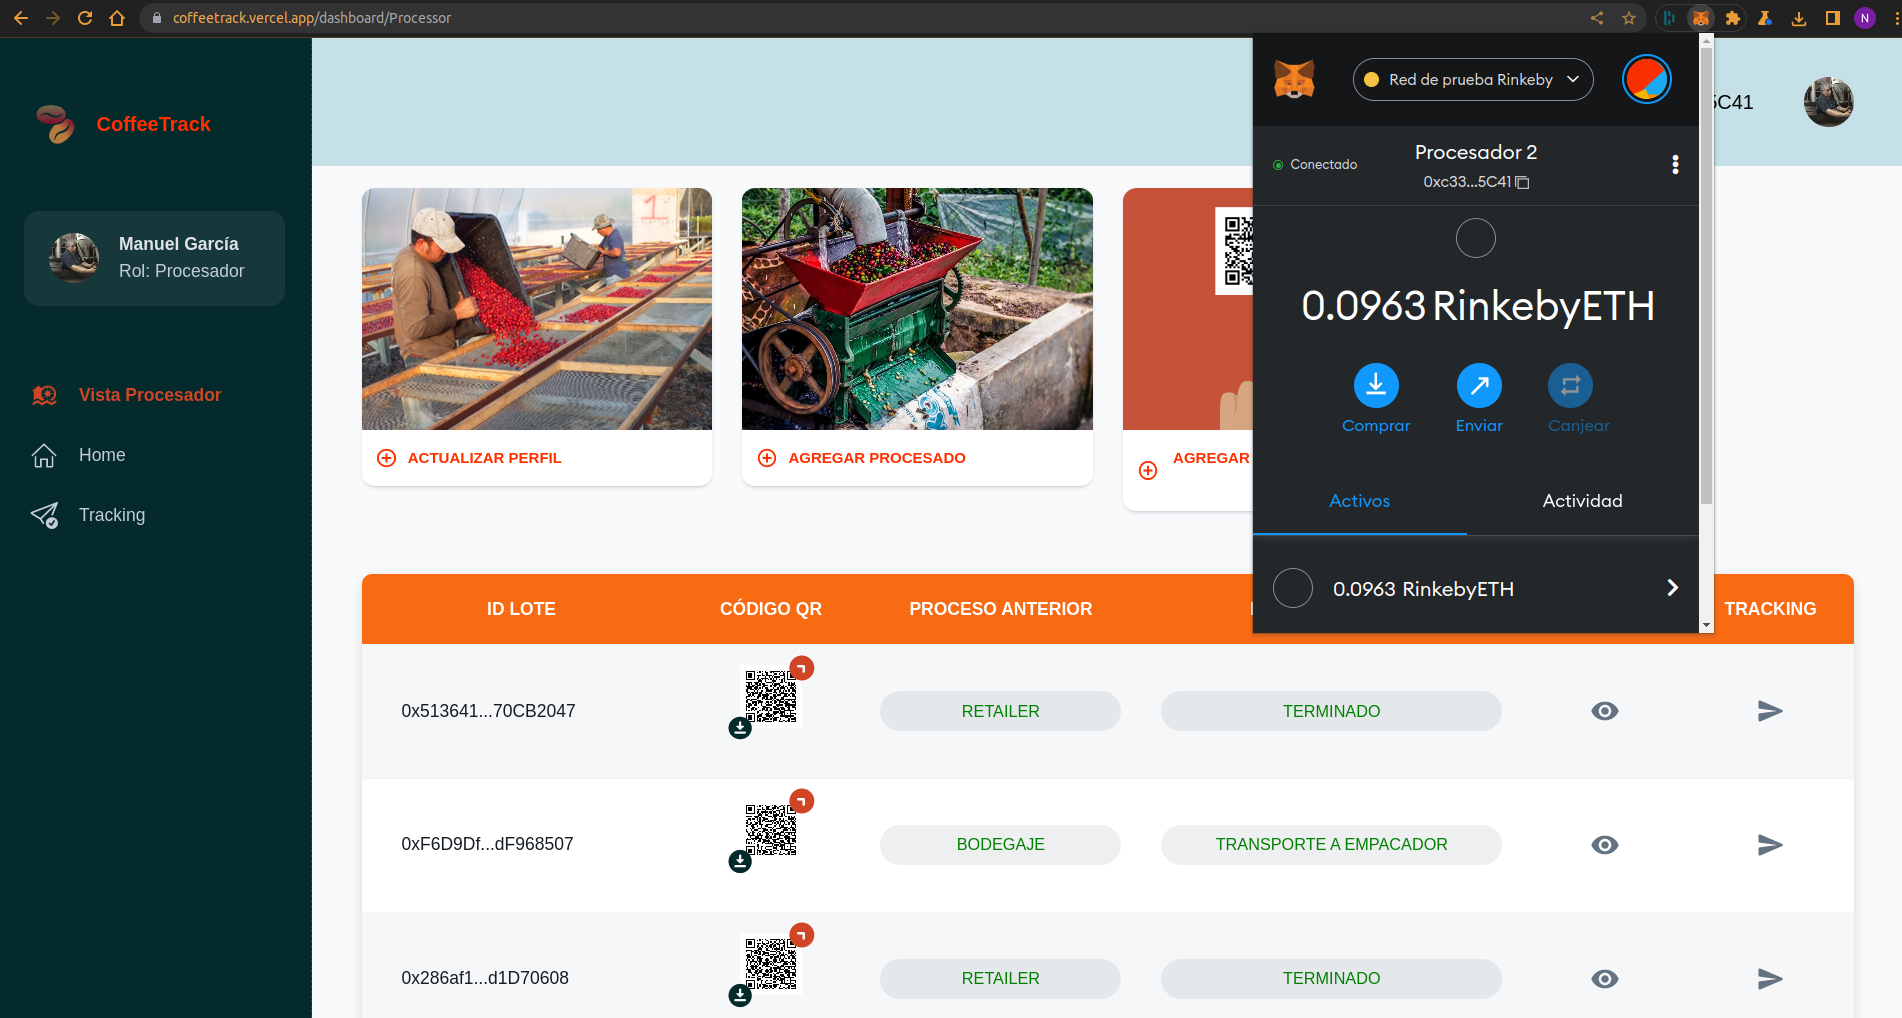 coffeetrack.vercel.app/dashboard/Processor
N
CoffeeTrack
Manuel García
Rol: Procesador
Vista Procesador
Home
Tracking
5C41
1
ACTUALIZAR PERFIL
AGREGAR PROCESADO
AGREGAR
Red de prueba Rinkeby
Conectado
Procesador 2
0xc33...5C41
0.0963 RinkebyETH
Comprar
Enviar
Canjear
Activos
Actividad
0.0963 RinkebyETH
ID LOTE
CÓDIGO QR
PROCESO ANTERIOR
TRACKING
0x513641...70CB2047
RETAILER
TERMINADO
0xF6D9Df...dF968507
BODEGAJE
TRANSPORTE A EMPACADOR
0x286af1...d1D70608
RETAILER
TERMINADO